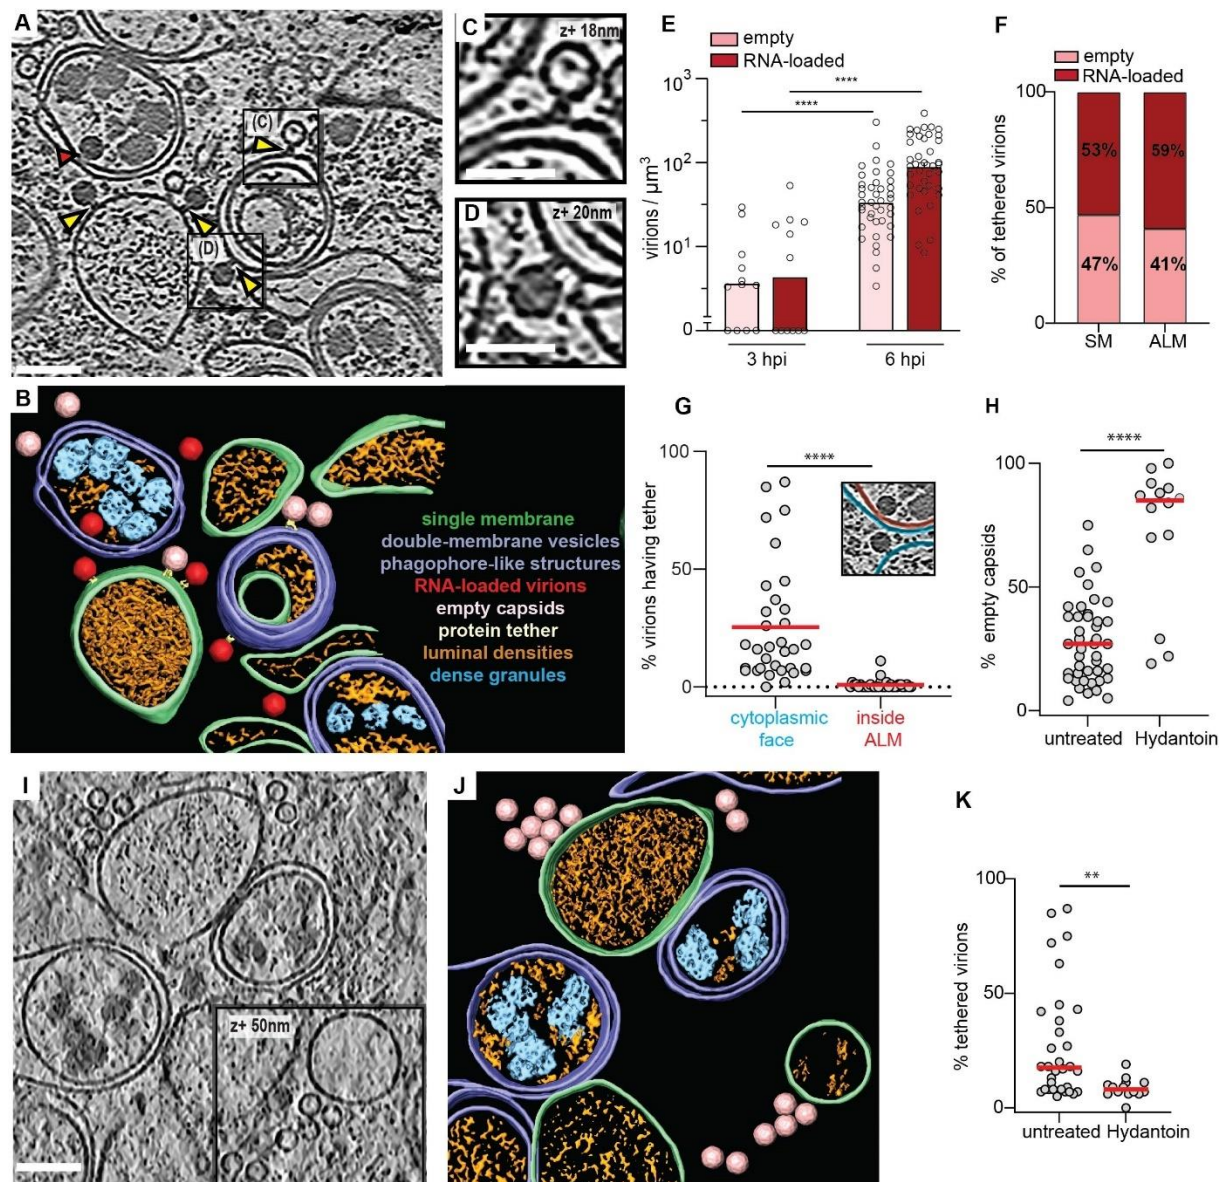 A
(C)
(D)
C
z+ 18nm
D
z+ 20nm
E
empty
RNA-loaded
virions / µm³
10³
10²
10¹
0
****
****
3 hpi
6 hpi
F
empty
RNA-loaded
% of tethered virions
100
50
0
53%
59%
47%
41%
SM
ALM
B
single membrane
double-membrane vesicles
phagophore-like structures
RNA-loaded virions
empty capsids
protein tether
luminal densities
dense granules
G
% virions having tether
100
50
0
****
cytoplasmic
face
inside
ALM
H
% empty capsids
100
50
0
****
untreated
Hydantoin
I
z+ 50nm
J
K
% tethered virions
100
50
0
**
untreated
Hydantoin